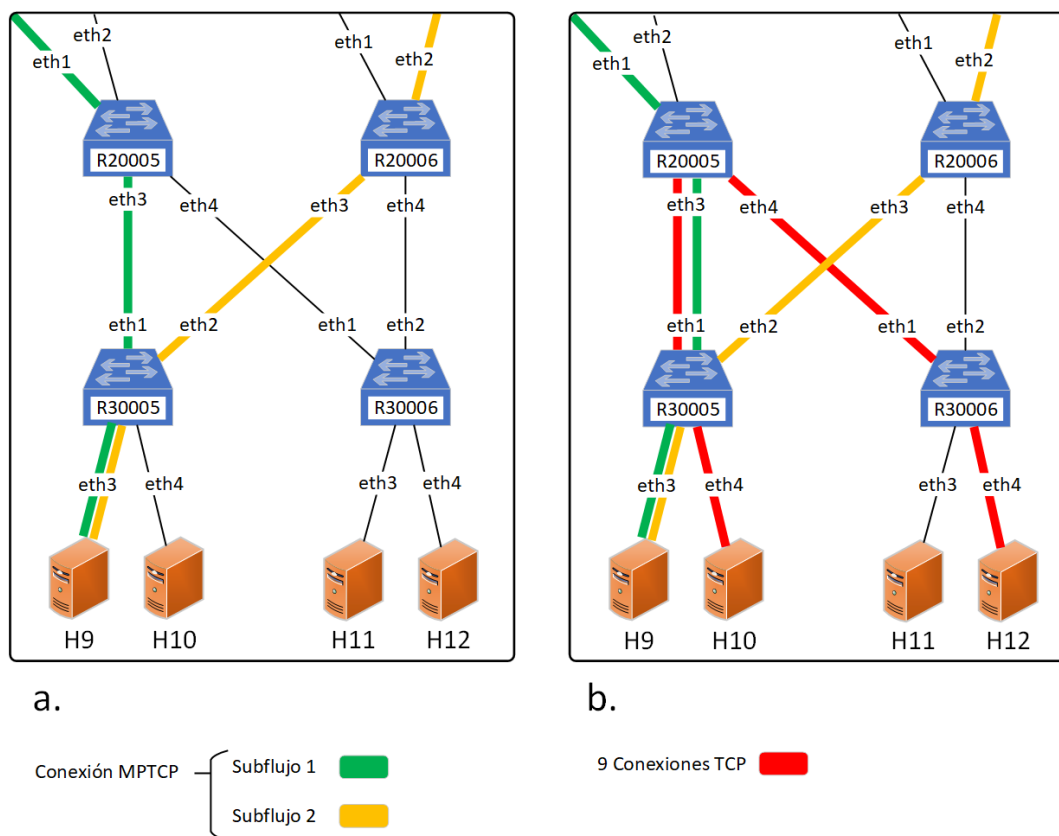 eth2
eth1
eth1
eth2
R20005
R20006
eth3
eth4
eth3
eth4
eth1
eth2
eth1
eth2
R30005
R30006
eth3
eth4
eth3
eth4
H9
H10
H11
H12
a.
eth2
eth1
eth1
eth2
R20005
R20006
eth3
eth4
eth3
eth4
eth1
eth2
eth1
eth2
R30005
R30006
eth3
eth4
eth3
eth4
H9
H10
H11
H12
b.
Conexión MPTCP
Subflujo 1
Subflujo 2
9 Conexiones TCP